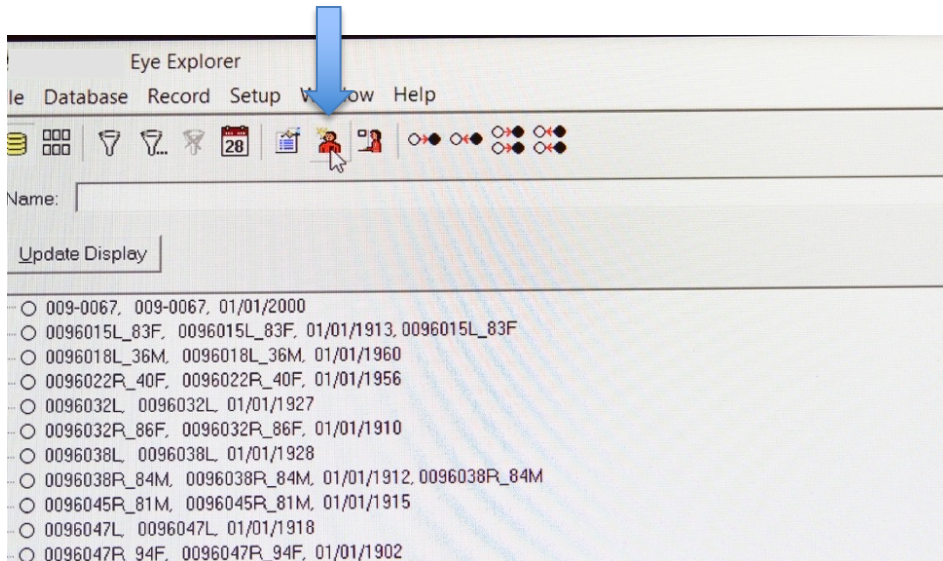 Eye Explorer
le Database Record Setup W ow Help
28
Name:
Update Display
009-0067, 009-0067, 01/01/2000
0096015L_83F, 0096015L_83F, 01/01/1913, 0096015L_83F
0096018L_36M, 0096018L_36M, 01/01/1960
0096022R_40F, 0096022R_40F, 01/01/1956
0096032L, 0096032L, 01/01/1927
0096032R_86F, 0096032R_86F, 01/01/1910
0096038L, 0096038L, 01/01/1928
0096038R_84M, 0096038R_84M, 01/01/1912, 0096038R_84M
0096045R_81M, 0096045R_81M, 01/01/1915
0096047L, 0096047L, 01/01/1918
0096047R_94F, 0096047R_94F, 01/01/1902